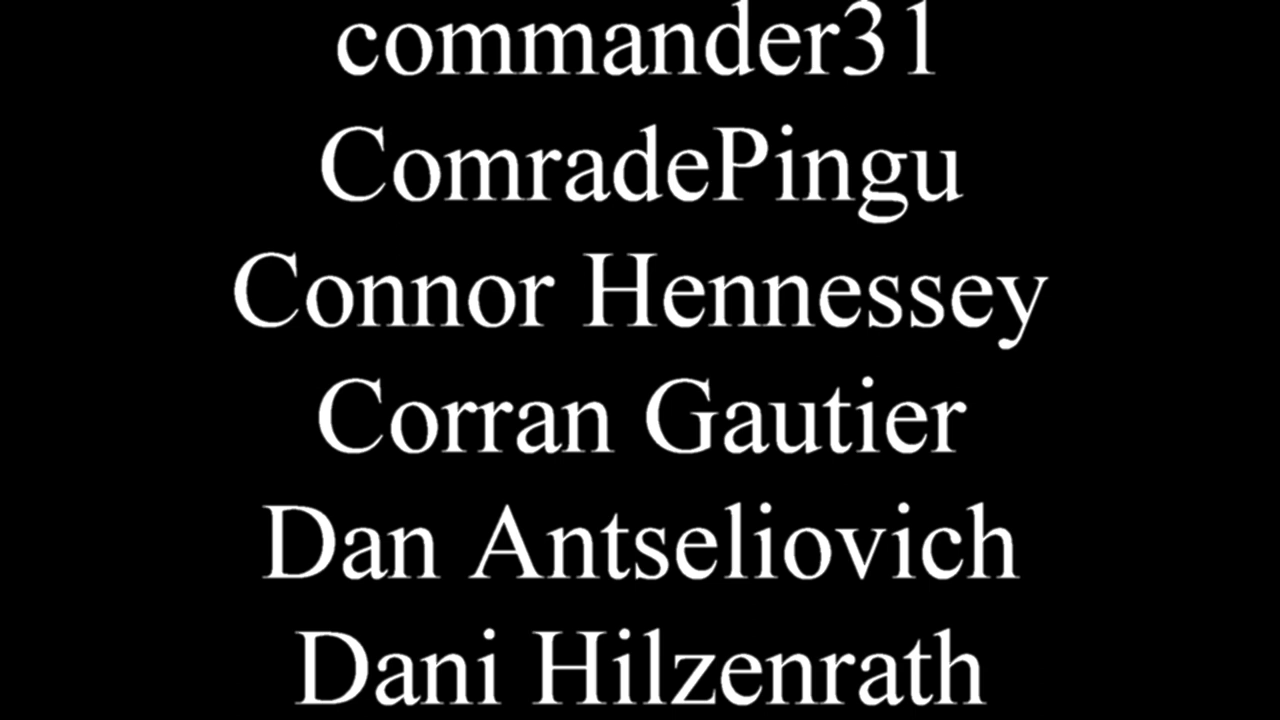 commander31
ComradePingu
Connor Hennessey
Corran Gautier
Dan Antseliovich
Dani Hilzenrath